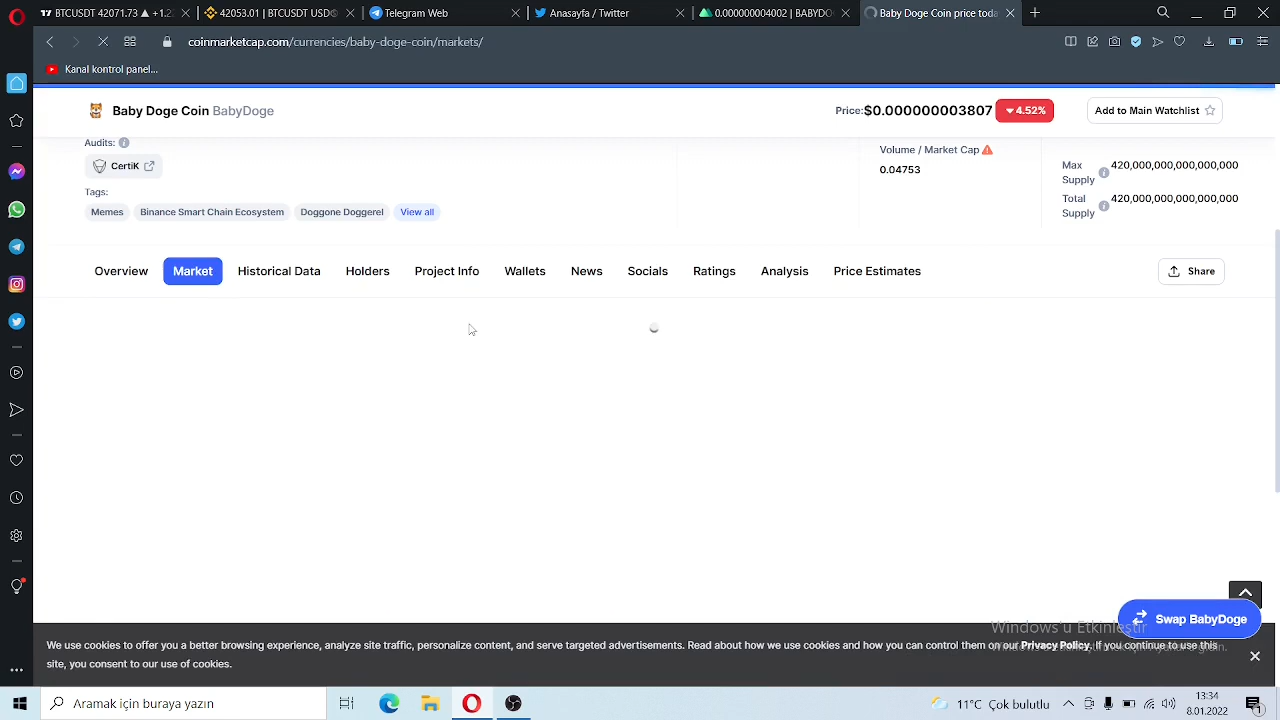 BTCUSDT 42071.73 ▲ +1.2
42053.01 | BTCUSDT USDⓈ
Telegram Web
Anasayfa / Twitter
0.000000004002 | BABYDO
Baby Doge Coin price toda
coinmarketcap.com/currencies/baby-doge-coin/markets/
Kanal kontrol panel...
Baby Doge Coin BabyDoge
Price:$0.000000003807
4.52%
Add to Main Watchlist
Audits:
CertiK
Tags:
Memes
Binance Smart Chain Ecosystem
Doggone Doggerel
View all
Volume / Market Cap
0.04753
Max
Supply
420,000,000,000,000,000
Total
Supply
420,000,000,000,000,000
Overview
Market
Historical Data
Holders
Project Info
Wallets
News
Socials
Ratings
Analysis
Price Estimates
Share
Swap BabyDoge
Windows'u Etkinleştir
We use cookies to offer you a better browsing experience, analyze site traffic, personalize content, and serve targeted advertisements. Read about how we use cookies and how you can control them on our Privacy Policy. If you continue to use this
site, you consent to our use of cookies.
Aramak için buraya yazın
11°C Çok bulutlu
13:34
8.01.2022
1